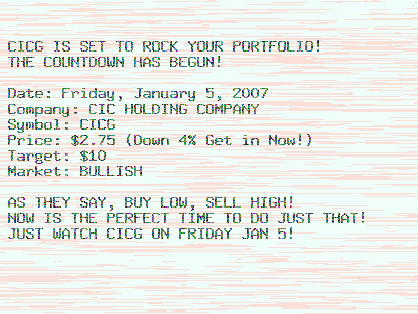 CICG IS SET TO ROCK YOUR PORTFOLIO!
THE COUNTDOWN HAS BEGUN!
Date: Friday, January 5, 2007
Company: CIC HOLDING COMPANY
Symbol: CICG
Price: $2.75 (Down 4% Get in Now!)
Target: $10
Market: BULLISH
AS THEY SAY, BUY LOW, SELL HIGH!
NOW IS THE PERFECT TIME TO DO JUST THAT!
JUST WATCH CICG ON FRIDAY JAN 5!